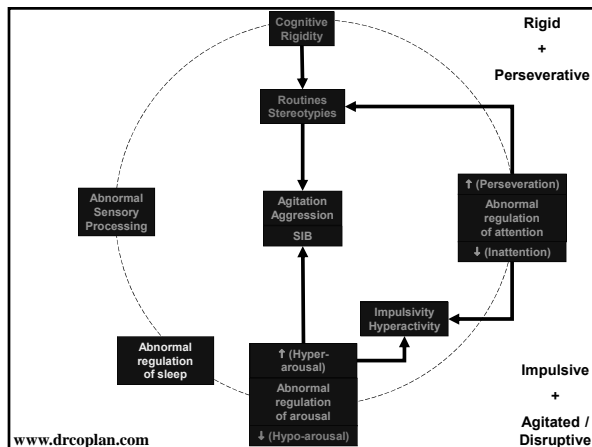 Cognitive
Rigidity
Rigid
+
Perseverative
Routines
Stereotypies
Abnormal
Sensory
Processing
Agitation
Aggression
SIB
↑ (Perseveration)
Abnormal
regulation
of attention
↓ (Inattention)
Impulsivity
Hyperactivity
Abnormal
regulation
of sleep
↑ (Hyper-
arousal)
Abnormal
regulation
of arousal
↓ (Hypo-arousal)
Impulsive
+
Agitated /
Disruptive
www.drcoplan.com